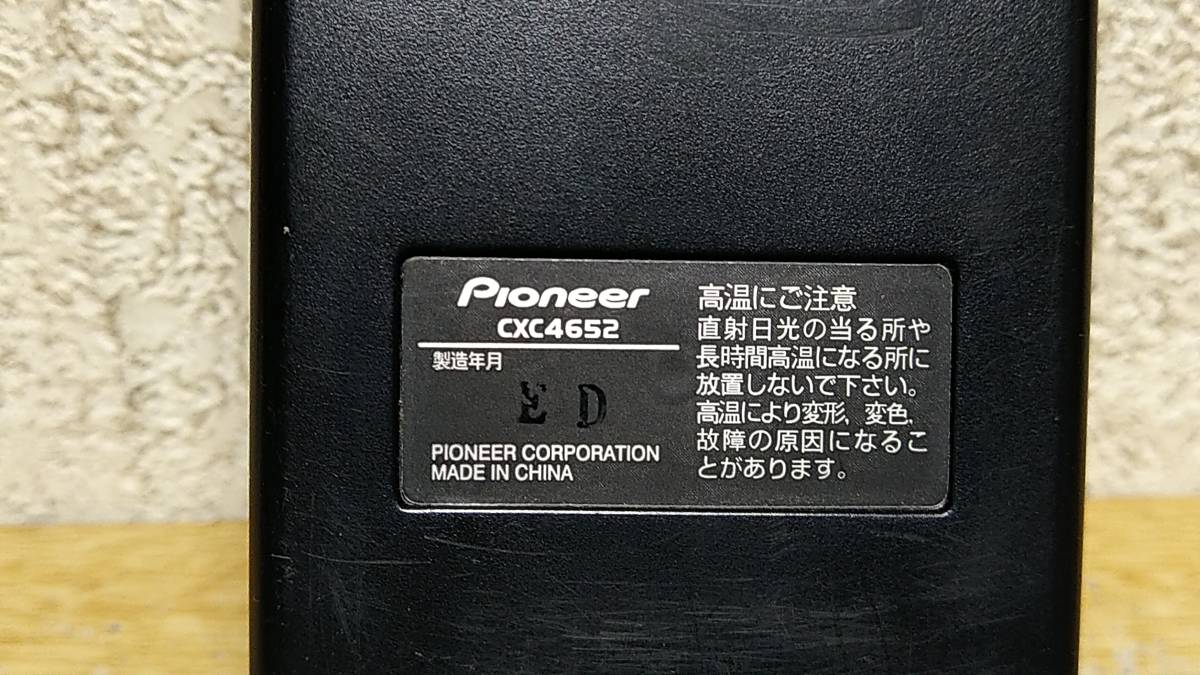 Pioneer
CXC4652
製造年月
E D
PIONEER CORPORATION
MADE IN CHINA
高温にご注意
直射日光の当る所や
長時間高温になる所に
放置しないで下さい。
高温により変形、変色、
故障の原因になるこ
とがあります。